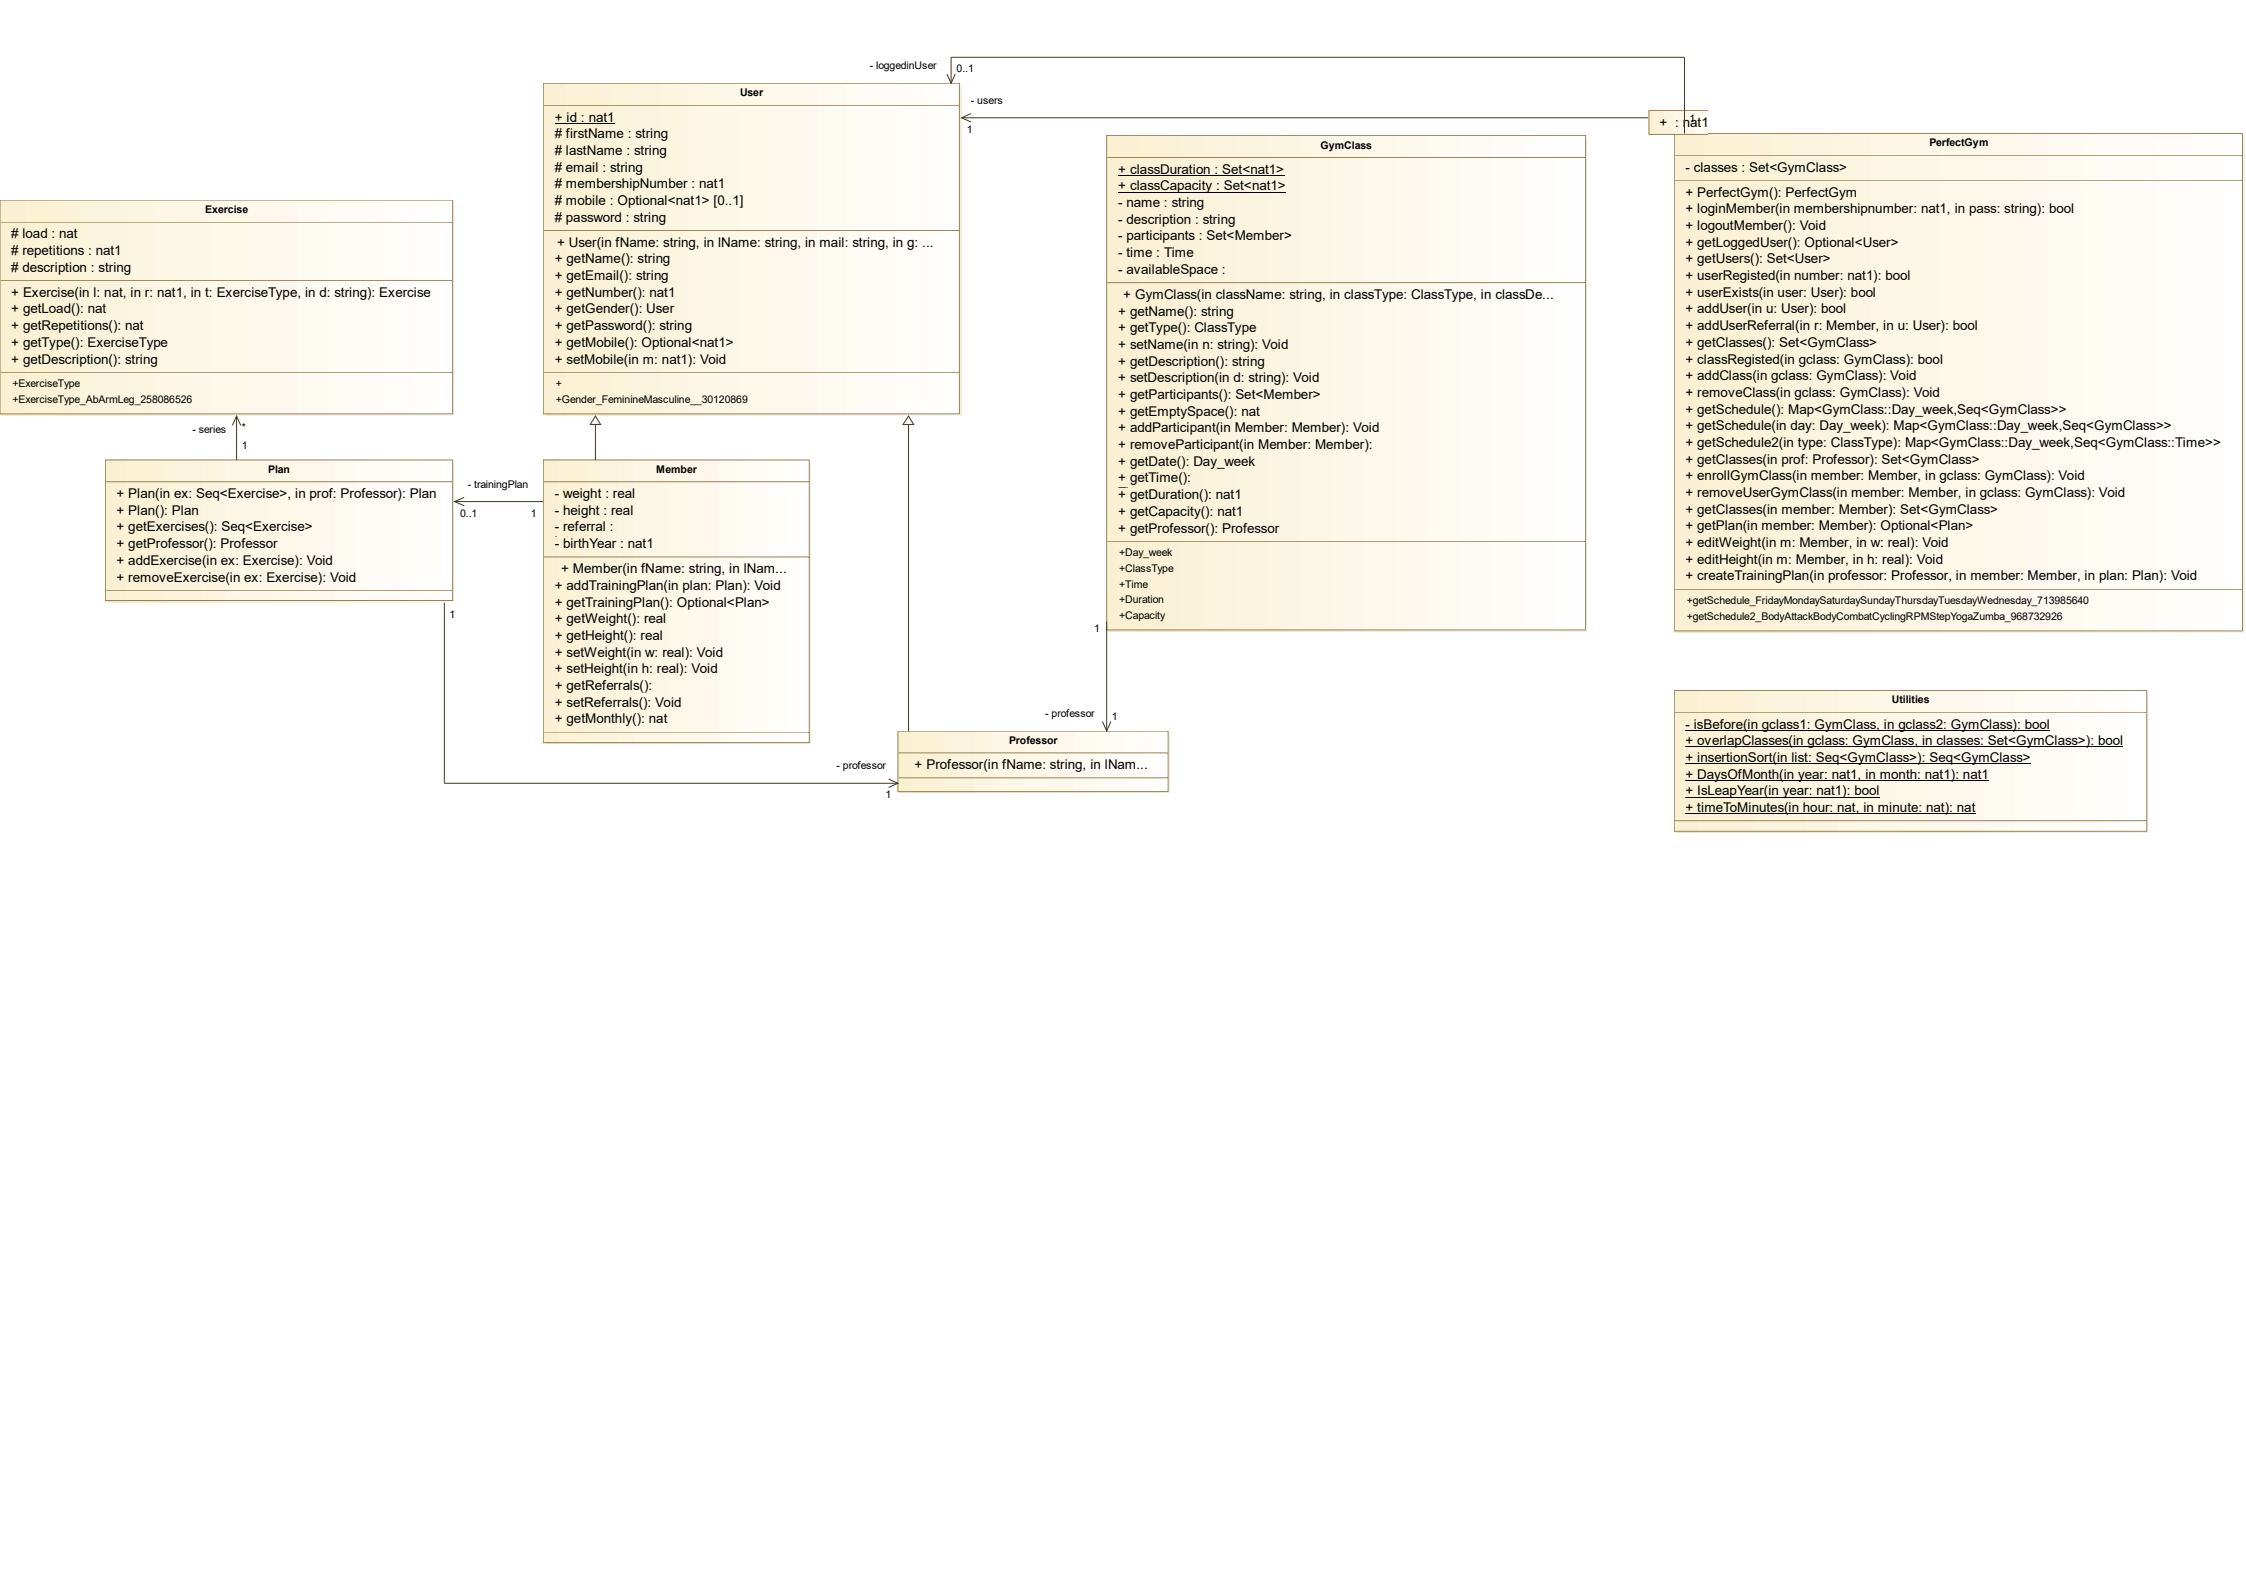 - loggedinUser
0..1
- users
1
+ : nat1
1
User
+ id : nat1
# firstName : string
# lastName : string
# email : string
# membershipNumber : nat1
# mobile : Optional<nat1> [0..1]
# password : string
+ User(in fName: string, in lName: string, in mail: string, in g: ...
+ getName(): string
+ getEmail(): string
+ getNumber(): nat1
+ getGender(): User
+ getPassword(): string
+ getMobile(): Optional<nat1>
+ setMobile(in m: nat1): Void
+
+Gender_FeminineMasculine__30120869
GymClass
+ classDuration : Set<nat1>
+ classCapacity : Set<nat1>
- name : string
- description : string
- participants : Set<Member>
- time : Time
- availableSpace :
+ GymClass(in className: string, in classType: ClassType, in classDe...
+ getName(): string
+ getType(): ClassType
+ setName(in n: string): Void
+ getDescription(): string
+ setDescription(in d: string): Void
+ getParticipants(): Set<Member>
+ getEmptySpace(): nat
+ addParticipant(in Member: Member): Void
+ removeParticipant(in Member: Member):
+ getDate(): Day_week
+ getTime():
+ getDuration(): nat1
+ getCapacity(): nat1
+ getProfessor(): Professor
+Day_week
+ClassType
+Time
+Duration
+Capacity
PerfectGym
- classes : Set<GymClass>
+ PerfectGym(): PerfectGym
+ loginMember(in membershipnumber: nat1, in pass: string): bool
+ logoutMember(): Void
+ getLoggedUser(): Optional<User>
+ getUsers(): Set<User>
+ userRegisted(in number: nat1): bool
+ userExists(in user: User): bool
+ addUser(in u: User): bool
+ addUserReferral(in r: Member, in u: User): bool
+ getClasses(): Set<GymClass>
+ classRegisted(in gclass: GymClass): bool
+ addClass(in gclass: GymClass): Void
+ removeClass(in gclass: GymClass): Void
+ getSchedule(): Map<GymClass::Day_week,Seq<GymClass>>
+ getSchedule(in day: Day_week): Map<GymClass::Day_week,Seq<GymClass>>
+ getSchedule2(in type: ClassType): Map<GymClass::Day_week,Seq<GymClass::Time>>
+ getClasses(in prof: Professor): Set<GymClass>
+ enrollGymClass(in member: Member, in gclass: GymClass): Void
+ removeUserGymClass(in member: Member, in gclass: GymClass): Void
+ getClasses(in member: Member): Set<GymClass>
+ getPlan(in member: Member): Optional<Plan>
+ editWeight(in m: Member, in w: real): Void
+ editHeight(in m: Member, in h: real): Void
+ createTrainingPlan(in professor: Professor, in member: Member, in plan: Plan): Void
+getSchedule_FridayMondaySaturdaySundayThursdayTuesdayWednesday_713985640
+getSchedule2_BodyAttackBodyCombatCyclingRPMStepYogaZumba_968732926
Exercise
# load : nat
# repetitions : nat1
# description : string
+ Exercise(in l: nat, in r: nat1, in t: ExerciseType, in d: string): Exercise
+ getLoad(): nat
+ getRepetitions(): nat
+ getType(): ExerciseType
+ getDescription(): string
+ExerciseType
+ExerciseType_AbArmLeg_258086526
- series
*
1
Plan
+ Plan(in ex: Seq<Exercise>, in prof: Professor): Plan
+ Plan(): Plan
+ getExercises(): Seq<Exercise>
+ getProfessor(): Professor
+ addExercise(in ex: Exercise): Void
+ removeExercise(in ex: Exercise): Void
- trainingPlan
0..1
1
Member
- weight : real
- height : real
- referral :
- birthYear : nat1
+ Member(in fName: string, in lNam...
+ addTrainingPlan(in plan: Plan): Void
+ getTrainingPlan(): Optional<Plan>
+ getWeight(): real
+ getHeight(): real
+ setWeight(in w: real): Void
+ setHeight(in h: real): Void
+ getReferrals():
+ setReferrals(): Void
+ getMonthly(): nat
1
- professor
1
1
- professor
1
Professor
+ Professor(in fName: string, in lNam...
Utilities
- isBefore(in gclass1: GymClass, in gclass2: GymClass): bool
+ overlapClasses(in gclass: GymClass, in classes: Set<GymClass>): bool
+ insertionSort(in list: Seq<GymClass>): Seq<GymClass>
+ DaysOfMonth(in year: nat1, in month: nat1): nat1
+ IsLeapYear(in year: nat1): bool
+ timeToMinutes(in hour: nat, in minute: nat): nat